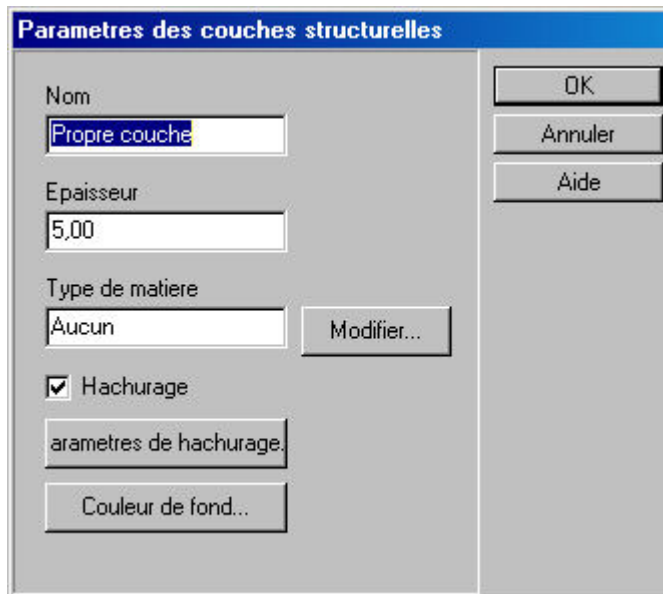 Parametres des couches structurelles
Nom
Propre couche
Epaisseur
5,00
Type de matiere
Aucun
Modifier...
Hachurage
arametres de hachurage.
Couleur de fond...
OK
Annuler
Aide